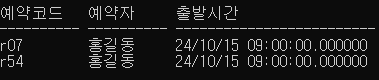 예약코드 예약자 출발시간
---------- ---------- -------------------------
r07 홍길동 24/10/15 09:00:00.000000
r54 홍길동 24/10/15 09:00:00.000000